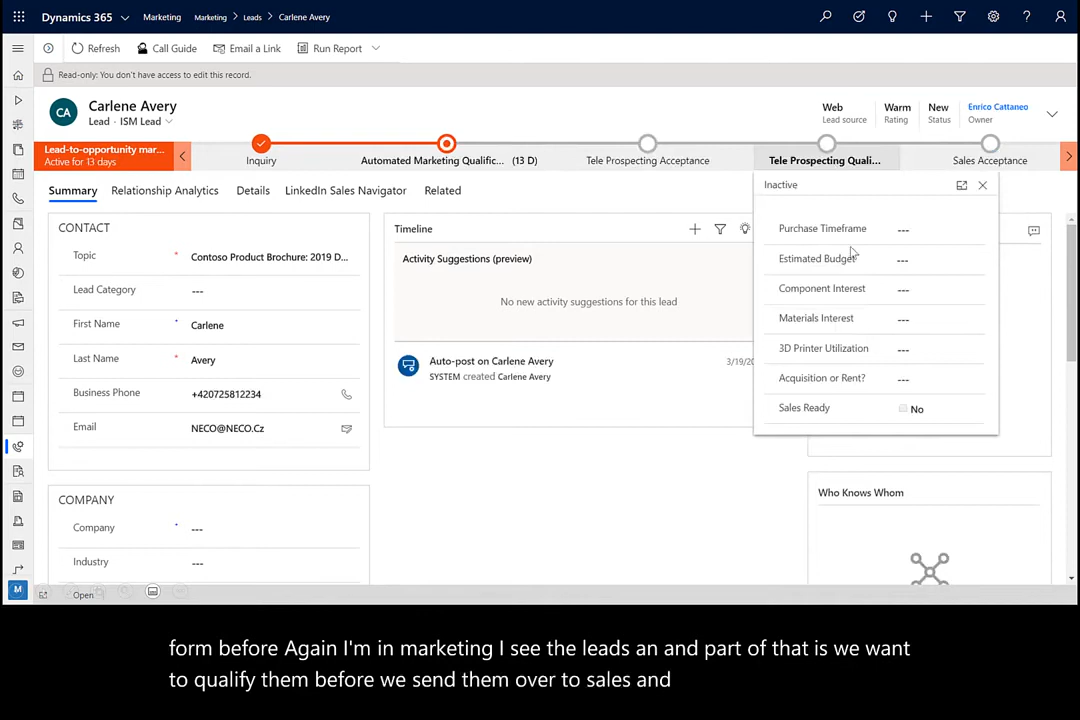 Dynamics 365
Marketing
Marketing
Leads
Carlene Avery
Refresh
Call Guide
Email a Link
Run Report
Read-only: You don't have access to edit this record.
CA
Carlene Avery
Lead · ISM Lead
Web
Lead source
Warm
Rating
New
Status
Enrico Cattaneo
Owner
Lead-to-opportunity mar...
Active for 13 days
Inquiry
Automated Marketing Qualific... (13 D)
Tele Prospecting Acceptance
Tele Prospecting Quali...
Sales Acceptance
Summary
Relationship Analytics
Details
LinkedIn Sales Navigator
Related
Inactive
Purchase Timeframe ---
Estimated Budget ---
Component Interest ---
Materials Interest ---
3D Printer Utilization ---
Acquisition or Rent? ---
Sales Ready No
CONTACT
Topic * Contoso Product Brochure: 2019 D...
Lead Category ---
First Name * Carlene
Last Name * Avery
Business Phone +420725812234
Email NECO@NECO.Cz
COMPANY
Company * ---
Industry ---
Timeline
Activity Suggestions (preview)
No new activity suggestions for this lead
Auto-post on Carlene Avery
3/19/20
SYSTEM created Carlene Avery
Who Knows Whom
M
Open
form before Again I'm in marketing I see the leads an and part of that is we want
to qualify them before we send them over to sales and